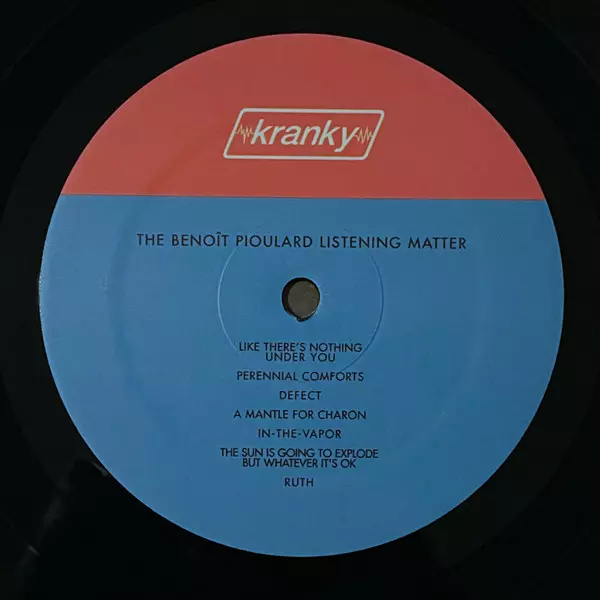 kranky
THE BENOÎT PIOULARD LISTENING MATTER
LIKE THERE'S NOTHING
UNDER YOU
PERENNIAL COMFORTS
DEFECT
A MANTLE FOR CHARON
IN-THE-VAPOR
THE SUN IS GOING TO EXPLODE
BUT WHATEVER IT'S OK
RUTH